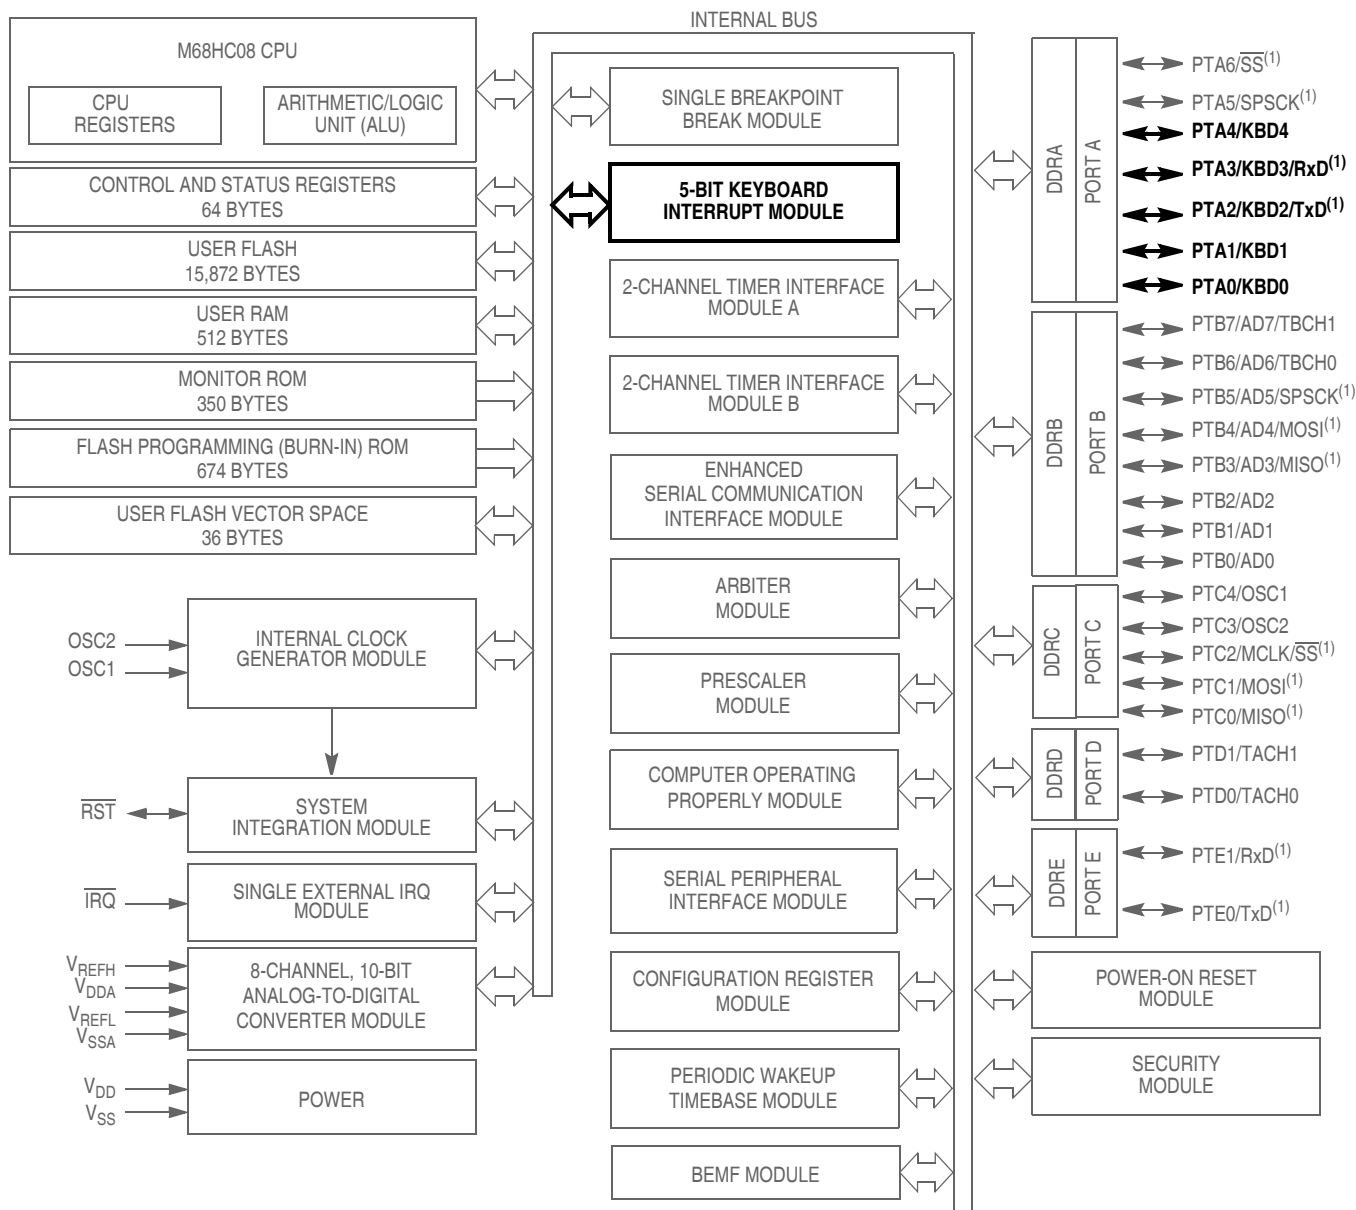 INTERNAL BUS
M68HC08 CPU
CPU
REGISTERS
ARITHMETIC/LOGIC
UNIT (ALU)
CONTROL AND STATUS REGISTERS
64 BYTES
USER FLASH
15,872 BYTES
USER RAM
512 BYTES
MONITOR ROM
350 BYTES
FLASH PROGRAMMING (BURN-IN) ROM
674 BYTES
USER FLASH VECTOR SPACE
36 BYTES
OSC2
OSC1
INTERNAL CLOCK
GENERATOR MODULE
RST
SYSTEM
INTEGRATION MODULE
IRQ
SINGLE EXTERNAL IRQ
MODULE
VREFH
VDDA
VREFL
VSSA
8-CHANNEL, 10-BIT
ANALOG-TO-DIGITAL
CONVERTER MODULE
VDD
VSS
POWER
SINGLE BREAKPOINT
BREAK MODULE
5-BIT KEYBOARD
INTERRUPT MODULE
2-CHANNEL TIMER INTERFACE
MODULE A
2-CHANNEL TIMER INTERFACE
MODULE B
ENHANCED
SERIAL COMMUNICATION
INTERFACE MODULE
ARBITER
MODULE
PRESCALER
MODULE
COMPUTER OPERATING
PROPERLY MODULE
SERIAL PERIPHERAL
INTERFACE MODULE
CONFIGURATION REGISTER
MODULE
PERIODIC WAKEUP
TIMEBASE MODULE
BEMF MODULE
DDRA
PORT A
PTA6/SS(1)
PTA5/SPSCK(1)
PTA4/KBD4
PTA3/KBD3/RxD(1)
PTA2/KBD2/TxD(1)
PTA1/KBD1
PTA0/KBD0
DDRB
PORT B
PTB7/AD7/TBCH1
PTB6/AD6/TBCH0
PTB5/AD5/SPSCK(1)
PTB4/AD4/MOSI(1)
PTB3/AD3/MISO(1)
PTB2/AD2
PTB1/AD1
PTB0/AD0
DDRC
PORT C
PTC4/OSC1
PTC3/OSC2
PTC2/MCLK/SS(1)
PTC1/MOSI(1)
PTC0/MISO(1)
DDRD
PORT D
PTD1/TACH1
PTD0/TACH0
DDRE
PORT E
PTE1/RxD(1)
PTE0/TxD(1)
POWER-ON RESET
MODULE
SECURITY
MODULE